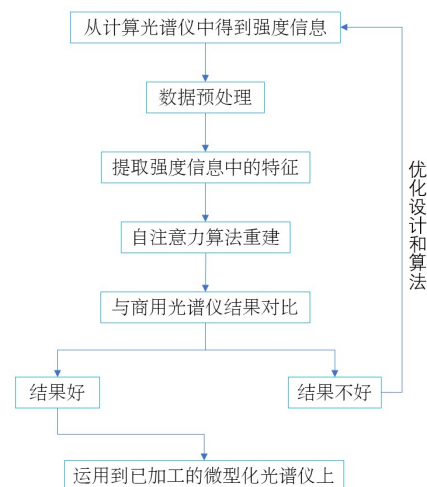 从计算光谱仪中得到强度信息
数据预处理
提取强度信息中的特征
自注意力算法重建
与商用光谱仪结果对比
结果好
结果不好
优化设计和算法
运用到已加工的微型化光谱仪上